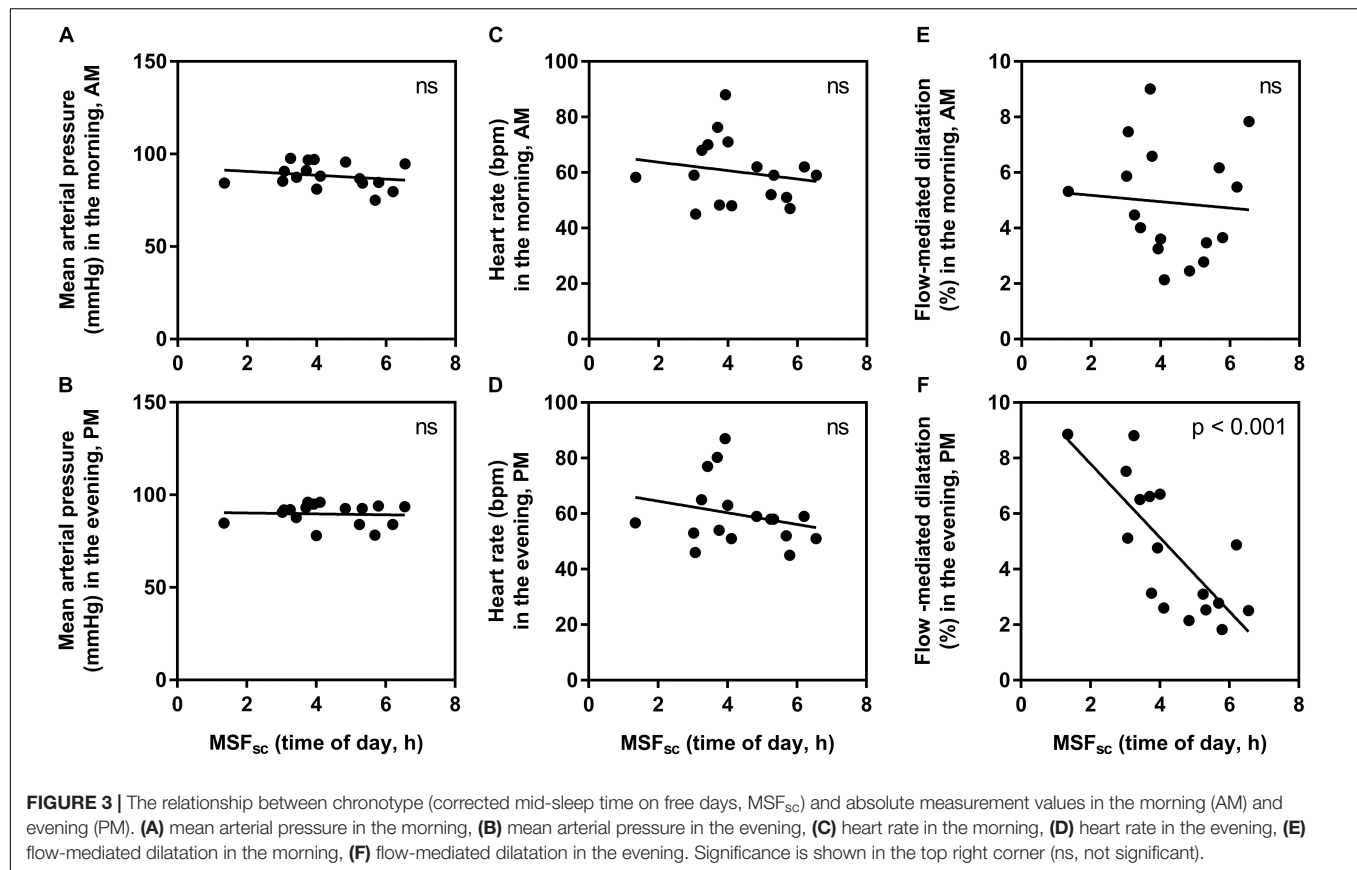 A
Mean arterial pressure
(mmHg) in the morning, AM
150
100
50
0
0 2 4 6 8
ns
C
Heart rate (bpm)
in the morning, AM
100
80
60
40
20
0
0 2 4 6 8
ns
E
Flow-mediated dilatation
(%) in the morning, AM
10
8
6
4
2
0
0 2 4 6 8
ns
B
Mean arterial pressure
(mmHg) in the evening, PM
150
100
50
0
0 2 4 6 8
MSFsc (time of day, h)
ns
D
Heart rate (bpm)
in the evening, PM
100
80
60
40
20
0
0 2 4 6 8
MSFsc (time of day, h)
ns
F
Flow -mediated dilatation
(%) in the evening, PM
10
8
6
4
2
0
0 2 4 6 8
MSFsc (time of day, h)
p < 0.001
FIGURE 3 | The relationship between chronotype (corrected mid-sleep time on free days, MSFsc) and absolute measurement values in the morning (AM) and
evening (PM). (A) mean arterial pressure in the morning, (B) mean arterial pressure in the evening, (C) heart rate in the morning, (D) heart rate in the evening, (E)
flow-mediated dilatation in the morning, (F) flow-mediated dilatation in the evening. Significance is shown in the top right corner (ns, not significant).